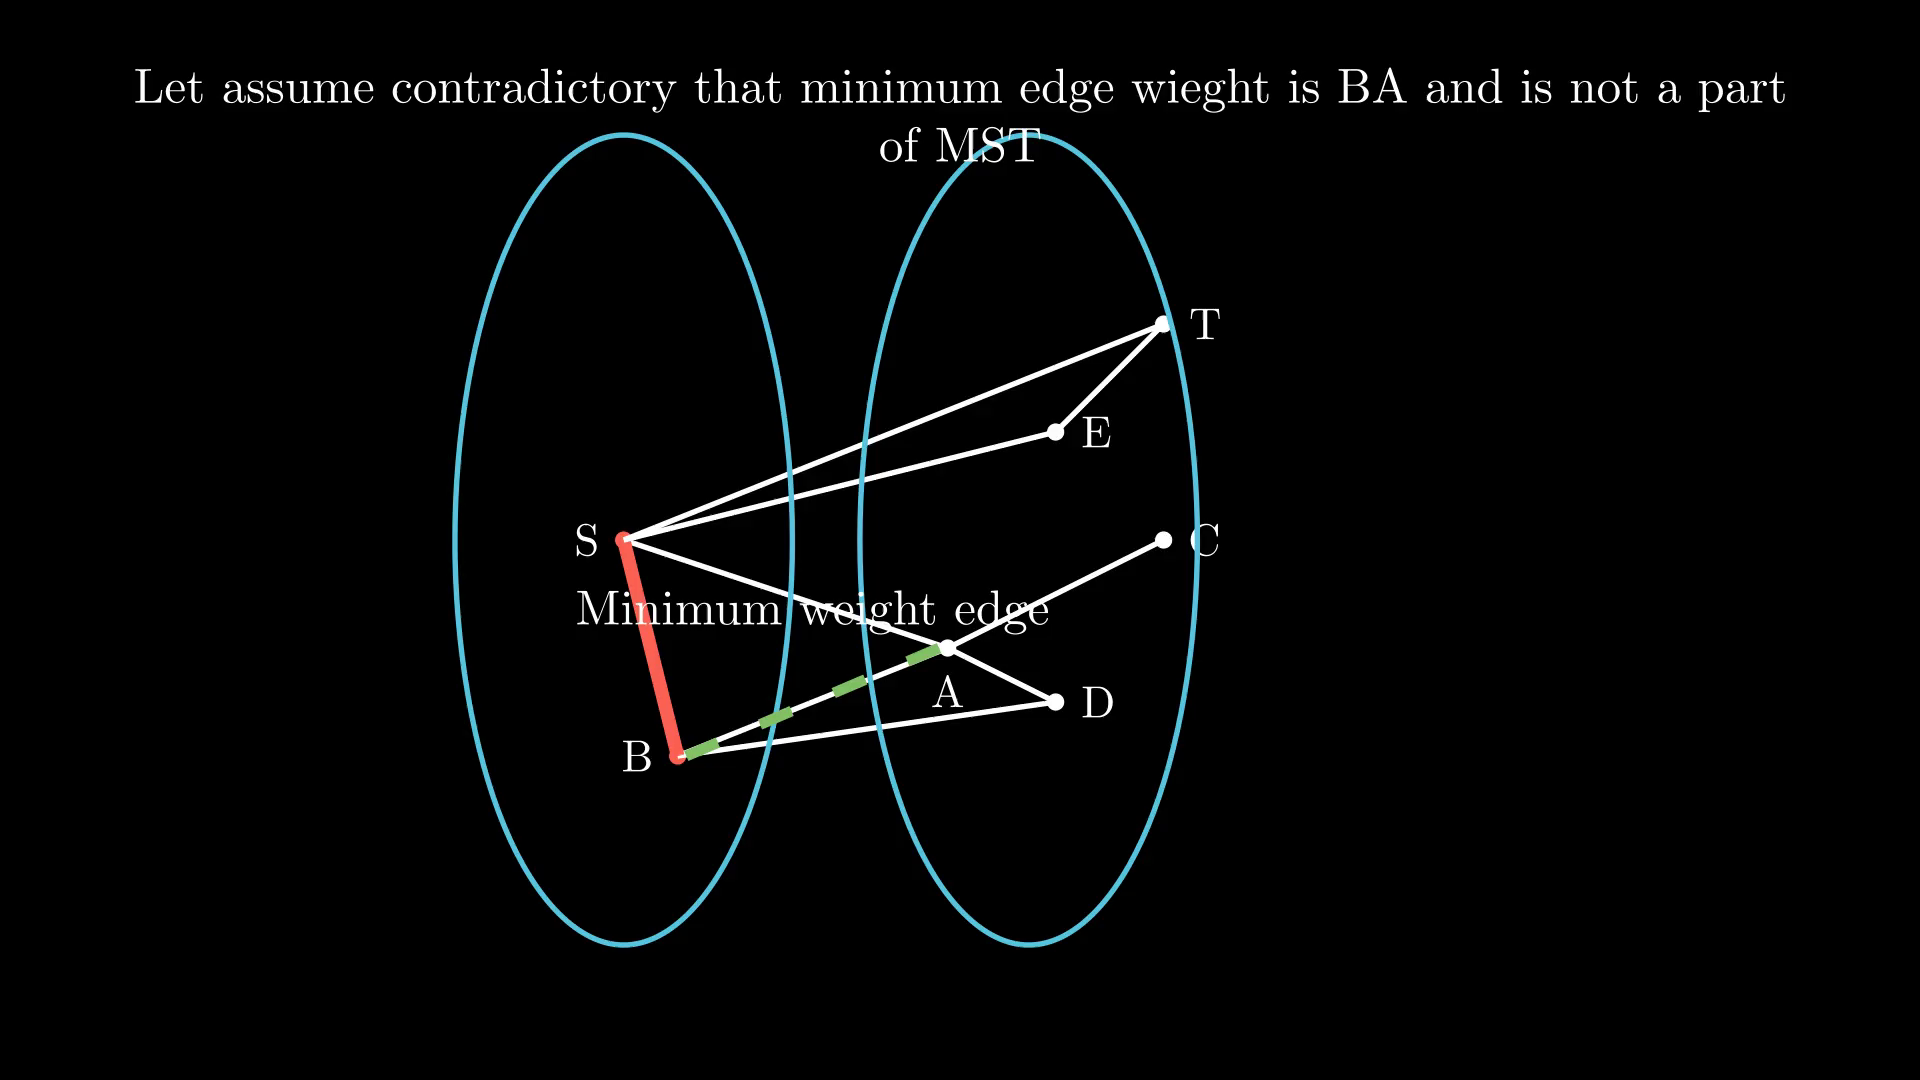 Let assume contradictory that minimum edge wieght is BA and is not a part
of MST
T
E
S
C
Minimum weight edge
A
D
B